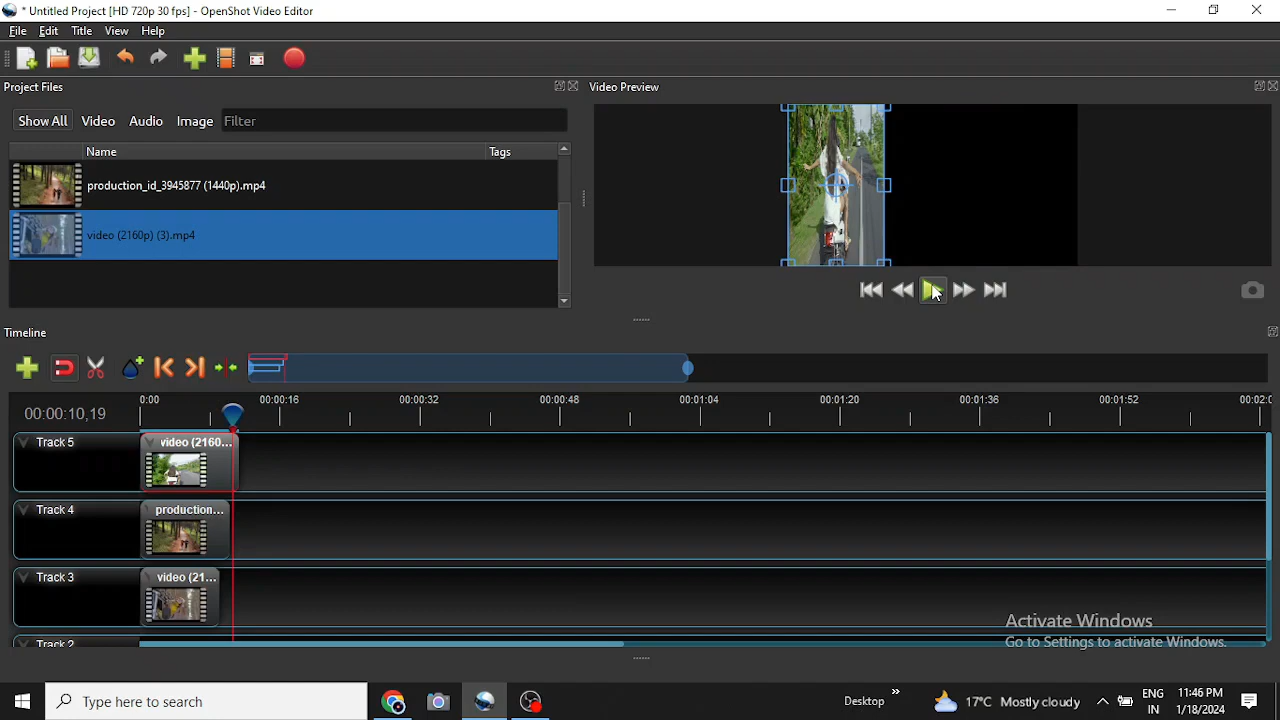 * Untitled Project [HD 720p 30 fps] - OpenShot Video Editor
File Edit Title View Help
Project Files
Video Preview
Show All Video Audio Image Filter
Name Tags
production_id_3945877 (1440p).mp4
video (2160p) (3).mp4
Timeline
00:00:10,19
0:00 00:00:16 00:00:32 00:00:48 00:01:04 00:01:20 00:01:36 00:01:52 00:02:0
Track 5 video (2160...
Track 4 production...
Track 3 video (21...
Track 2
Activate Windows
Go to Settings to activate Windows.
Type here to search
Desktop
17°C Mostly cloudy
ENG
IN
11:46 PM
1/18/2024